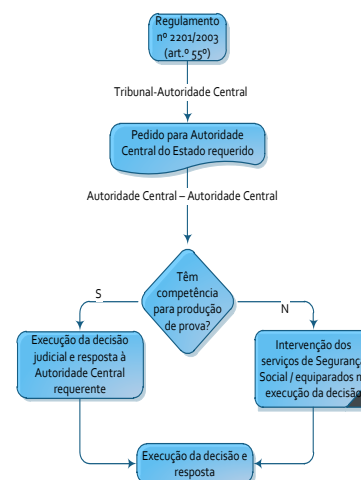 Regulamento
nº 2201/2003
(art.º 55º)
Tribunal-Autoridade Central
Pedido para Autoridade
Central do Estado requerido
Autoridade Central – Autoridade Central
Têm
competência
para produção
de prova?
S
N
Execução da decisão
judicial e resposta à
Autoridade Central
requerente
Intervenção dos
serviços de Seguranç
Social / equiparados n
execução da decisão
Execução da decisão e
resposta